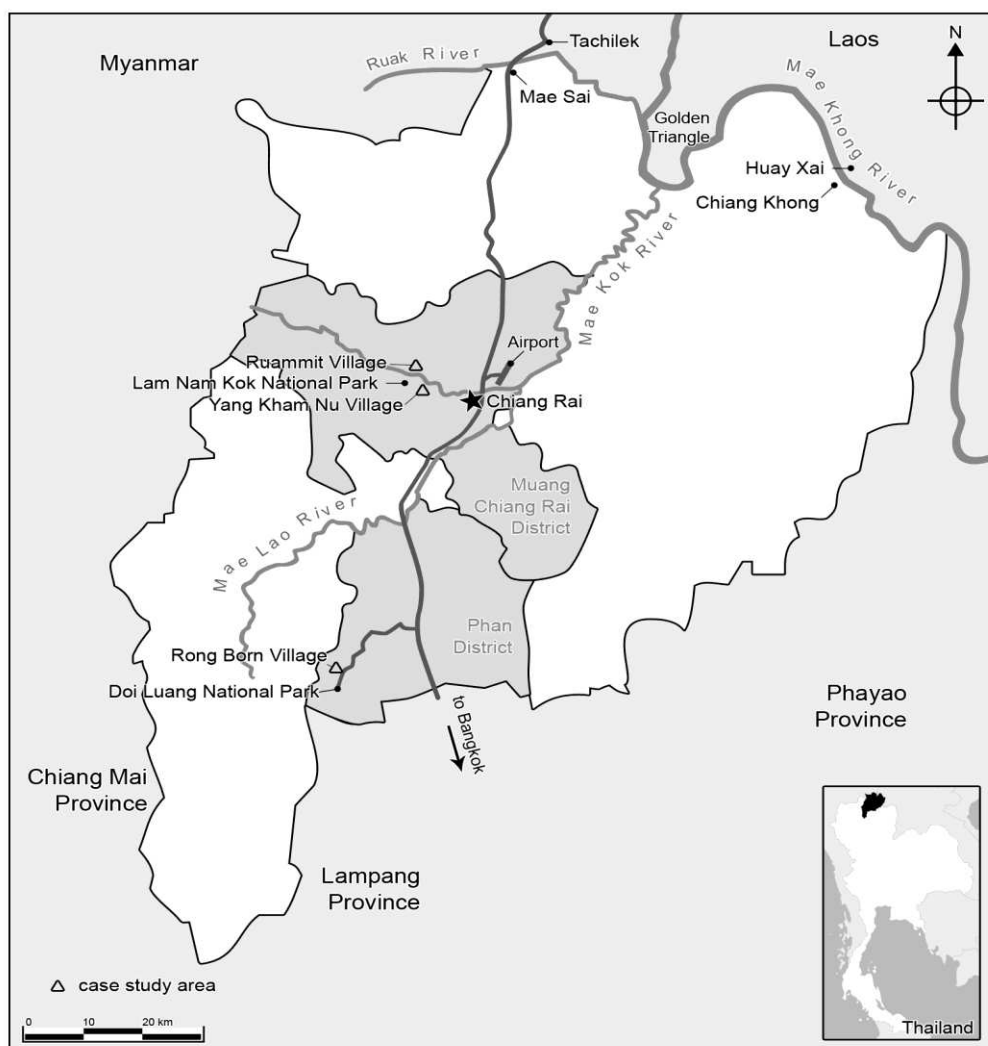 Tachilek
Laos
N
Myanmar
Ruak River
Mae Sai
Mae Khong River
Golden
Triangle
Huay Xai
Chiang Khong
Mae Kok River
Airport
Ruammit Village
Lam Nam Kok National Park
Yang Kham Nu Village
Chiang Rai
Muang
Chiang Rai
District
Mae Lao River
Phan
District
Rong Born Village
Doi Luang National Park
to Bangkok
Phayao
Province
Chiang Mai
Province
Lampang
Province
case study area
0 10 20 km
Thailand